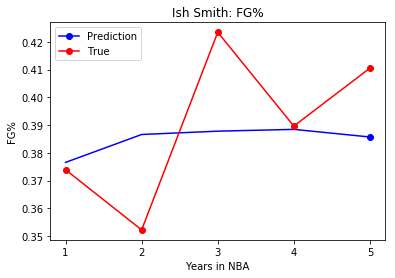 Ish Smith: FG%
Prediction
True
0.42
0.41
0.40
0.39
0.38
0.37
0.36
0.35
FG%
1
2
3
4
5
Years in NBA